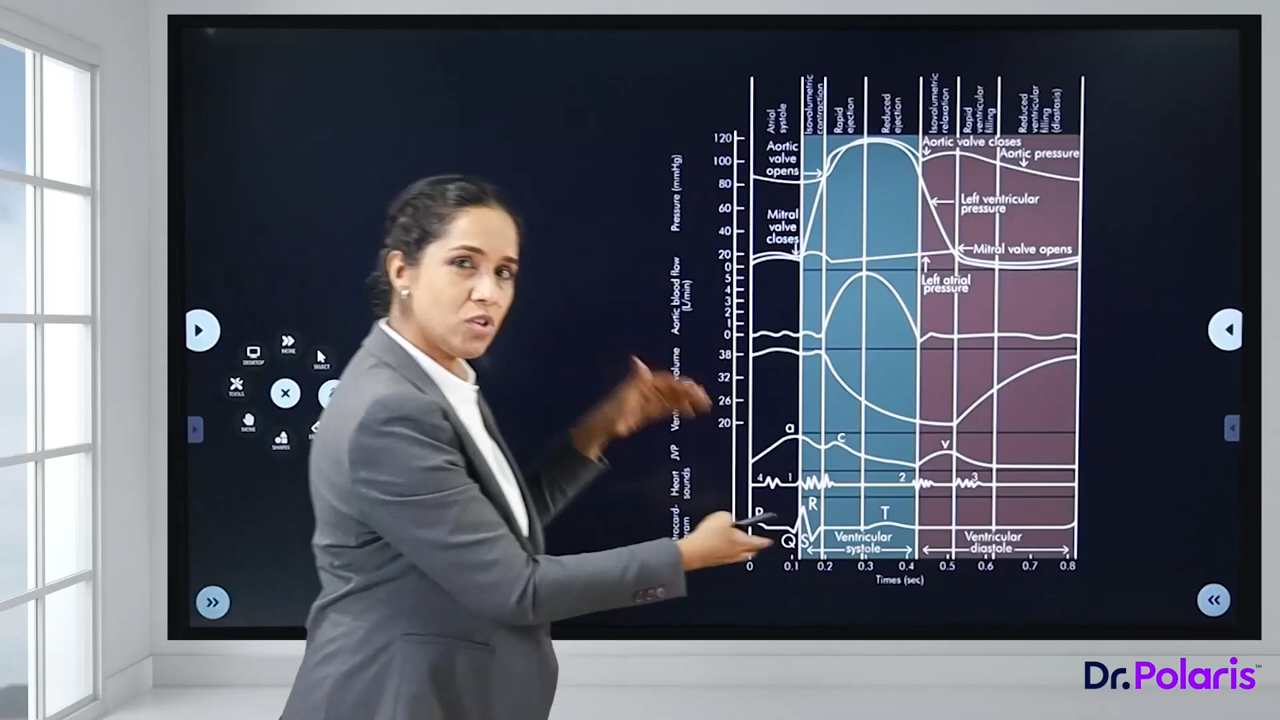 Atrial
systole
Isovolumetric
contraction
Rapid
ejection
Reduced
ejection
Isovolumetric
relaxation
Rapid
ventricular
filling
Reduced
ventricular
filling
(diastasis)
Pressure (mmHg)
120
100
80
60
40
20
0
Aortic
valve
opens
Mitral
valve
closes
Aortic valve closes
Aortic pressure
Left ventricular
pressure
Mitral valve opens
Left atrial
pressure
Aortic blood flow
(L/min)
5
4
3
2
1
0
38
32
26
20
JVP
a
c
v
Heart
sounds
4
1
2
3
P
Q
R
S
T
Ventricular
systole
Ventricular
diastole
0
0.1
0.2
0.3
0.4
0.5
0.6
0.7
0.8
Times (sec)
DESKTOP
MORE
SELECT
TOOLS
MOVE
SHAPES
Dr.Polaris™